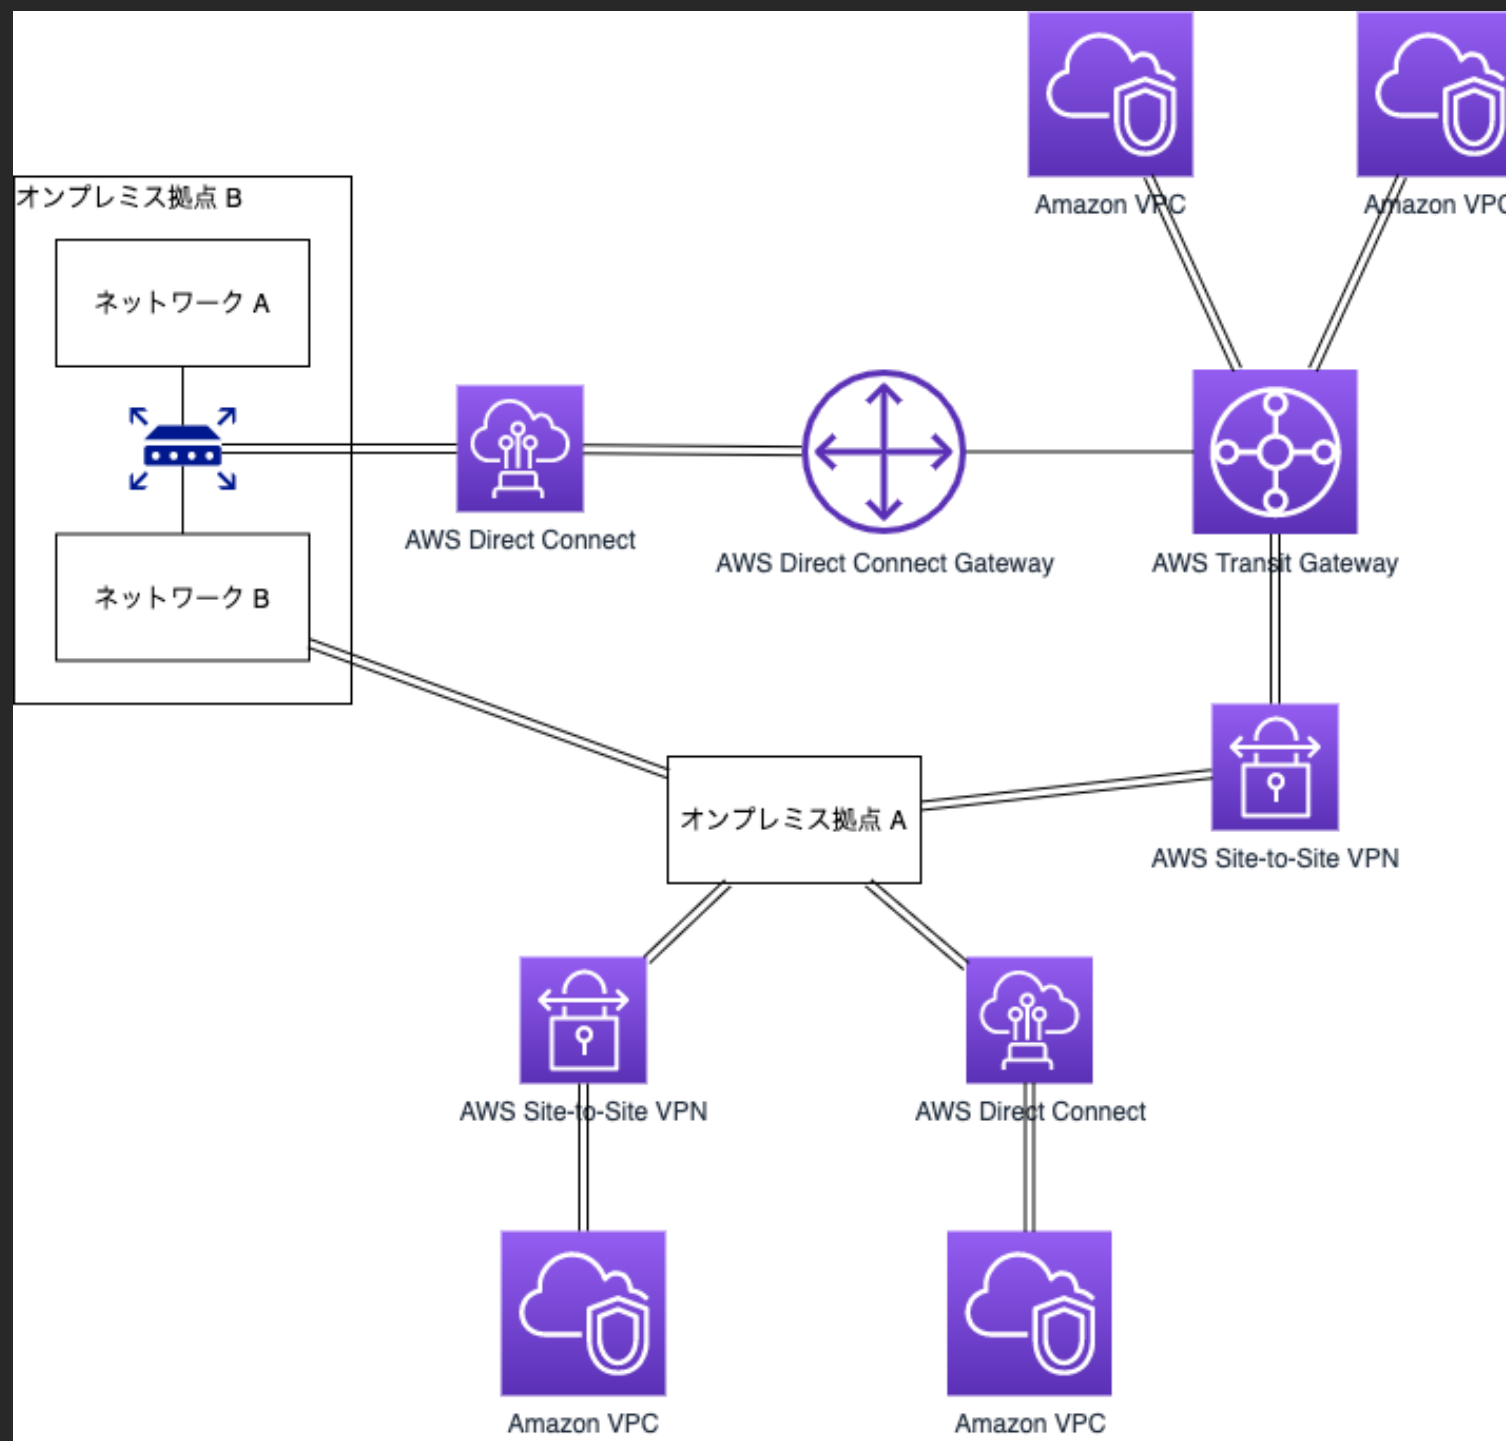 Amazon VPC
Amazon VPC
オンプレミス拠点 B
ネットワーク A
AWS Direct Connect
AWS Direct Connect Gateway
AWS Transit Gateway
ネットワーク B
オンプレミス拠点 A
AWS Site-to-Site VPN
AWS Site-to-Site VPN
AWS Direct Connect
Amazon VPC
Amazon VPC